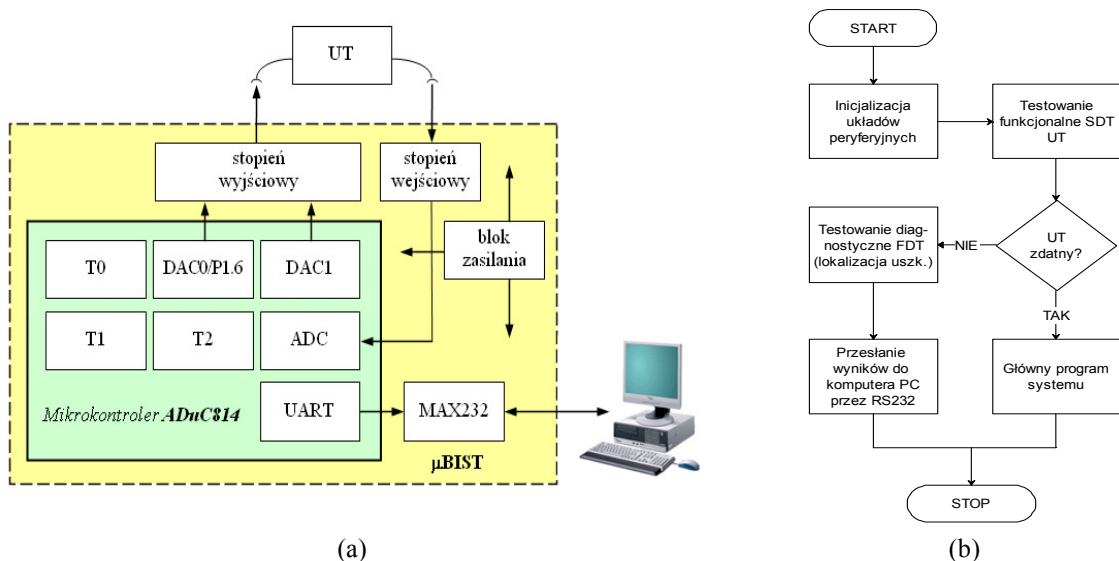 UT
stopień
wyjściowy
stopień
wejściowy
blok
zasilania
T0
DAC0/P1.6
DAC1
T1
T2
ADC
Mikrokontroler ADuC814
UART
MAX232
µBIST
(a)
START
Inicjalizacja
układów
peryferyjnych
Testowanie
funkcjonalne SDT
UT
Testowanie diag-
nostyczne FDT
(lokalizacja uszk.)
NIE
UT
zdatny?
TAK
Przesłanie
wyników do
komputera PC
przez RS232
Główny program
systemu
STOP
(b)